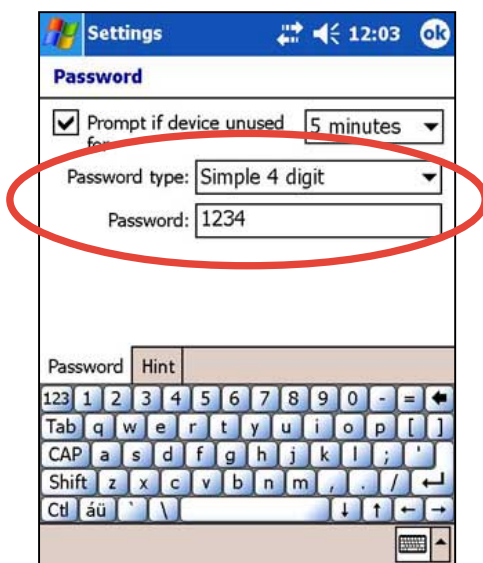 Settings 12:03 ok
Password
Prompt if device unused 5 minutes
for
Password type: Simple 4 digit
Password: 1234
Password Hint
123 1 2 3 4 5 6 7 8 9 0 - =
Tab q w e r t y u i o p [ ]
CAP a s d f g h j k l ; '
Shift z x c v b n m , . /
Ctl áü ` \